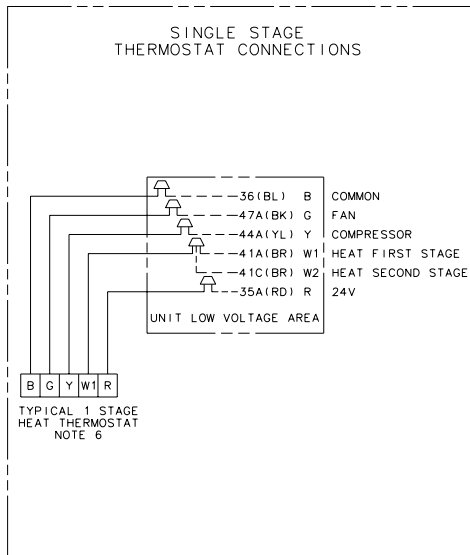 SINGLE STAGE
THERMOSTAT CONNECTIONS
36(BL) B COMMON
47A(BK) G FAN
44A(YL) Y COMPRESSOR
41A(BR) W1 HEAT FIRST STAGE
41C(BR) W2 HEAT SECOND STAGE
35A(RD) R 24V
UNIT LOW VOLTAGE AREA
B G Y W1 R
TYPICAL 1 STAGE
HEAT THERMOSTAT
NOTE 6